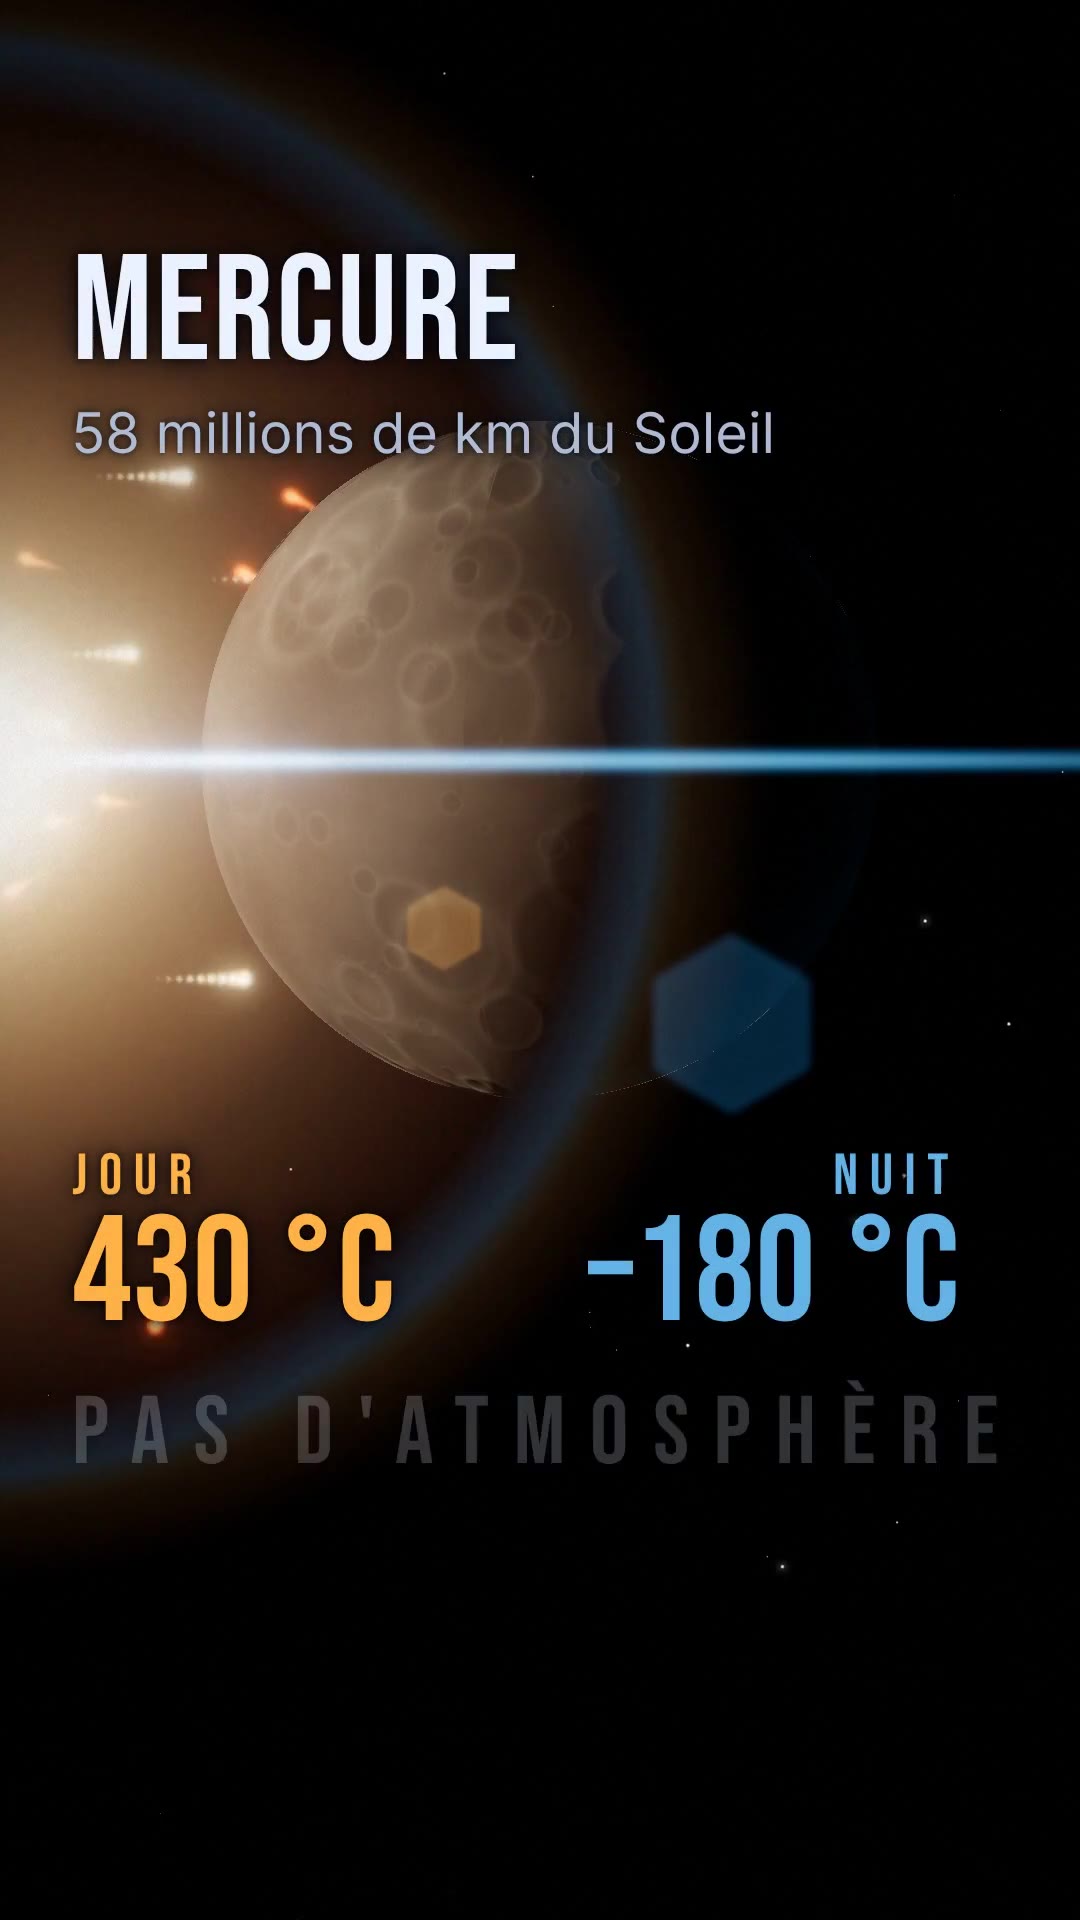 MERCURE
58 millions de km du Soleil
JOUR
430 °C
NUIT
−180 °C
PAS D'ATMOSPHÈRE